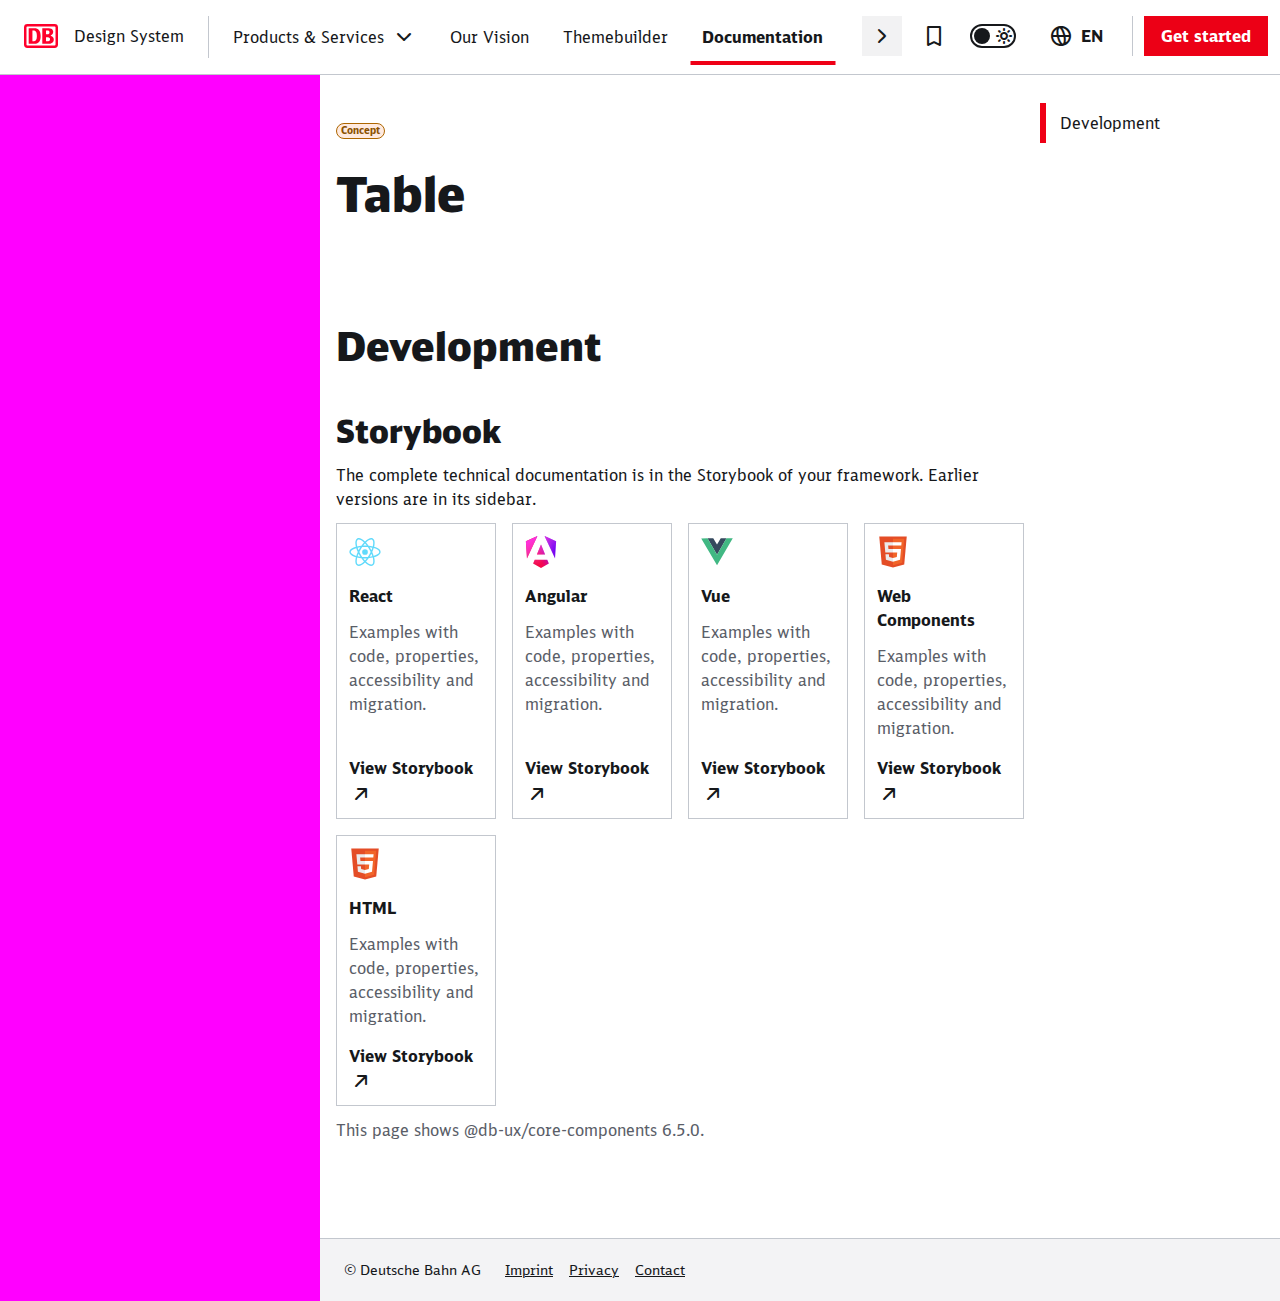 DB Design System
Products & Services
Our Vision
Themebuilder
Documentation
EN
Get started
Concept
Development
Table
Development
Storybook
The complete technical documentation is in the Storybook of your framework. Earlier
versions are in its sidebar.
React
Examples with
code, properties,
accessibility and
migration.
View Storybook
Angular
Examples with
code, properties,
accessibility and
migration.
View Storybook
Vue
Examples with
code, properties,
accessibility and
migration.
View Storybook
Web
Components
Examples with
code, properties,
accessibility and
migration.
View Storybook
HTML
Examples with
code, properties,
accessibility and
migration.
View Storybook
This page shows @db-ux/core-components 6.5.0.
© Deutsche Bahn AG
Imprint
Privacy
Contact